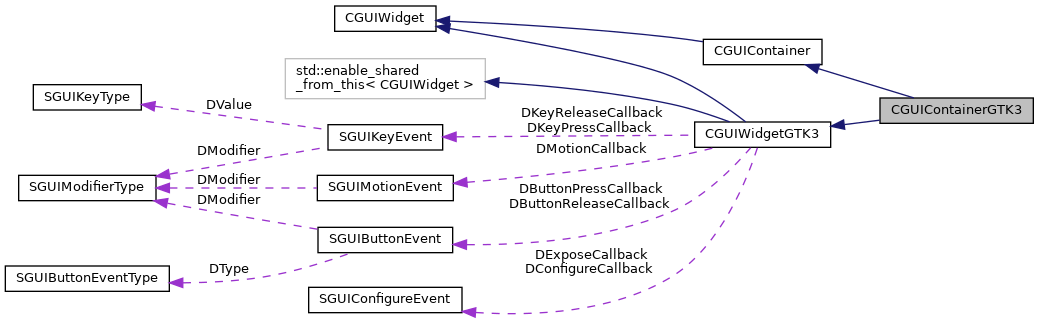 CGUIWidget
CGUIContainer
std::enable_shared
_from_this< CGUIWidget >
SGUIKeyType
DValue
CGUIContainerGTK3
DKeyReleaseCallback
DKeyPressCallback
SGUIKeyEvent
CGUIWidgetGTK3
DModifier
DMotionCallback
SGUIModifierType
DModifier
SGUIMotionEvent
DModifier
DButtonPressCallback
DButtonReleaseCallback
SGUIButtonEvent
DExposeCallback
DConfigureCallback
DType
SGUIButtonEventType
SGUIConfigureEvent